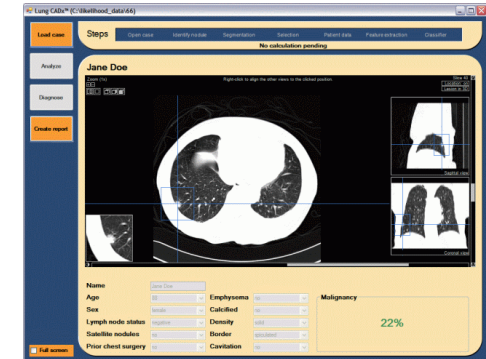 Lung CADx™ (C:\likelihood_data\66)
Load case
Analyze
Diagnose
Create report
Full screen
Steps
Open case Identify nodule Segmentation Selection Patient data Feature extraction Classifier
No calculation pending
Jane Doe
Zoom (1x)
Right-click to align the other views to the clicked position.
Sagittal view
Coronal view
Name Jane Doe
Age Emphysema no Malignancy
Sex female Calcified no
Lymph node status negative Density solid
22%
Satellite nodules no Border spiculated
Prior chest surgery no Cavitation no